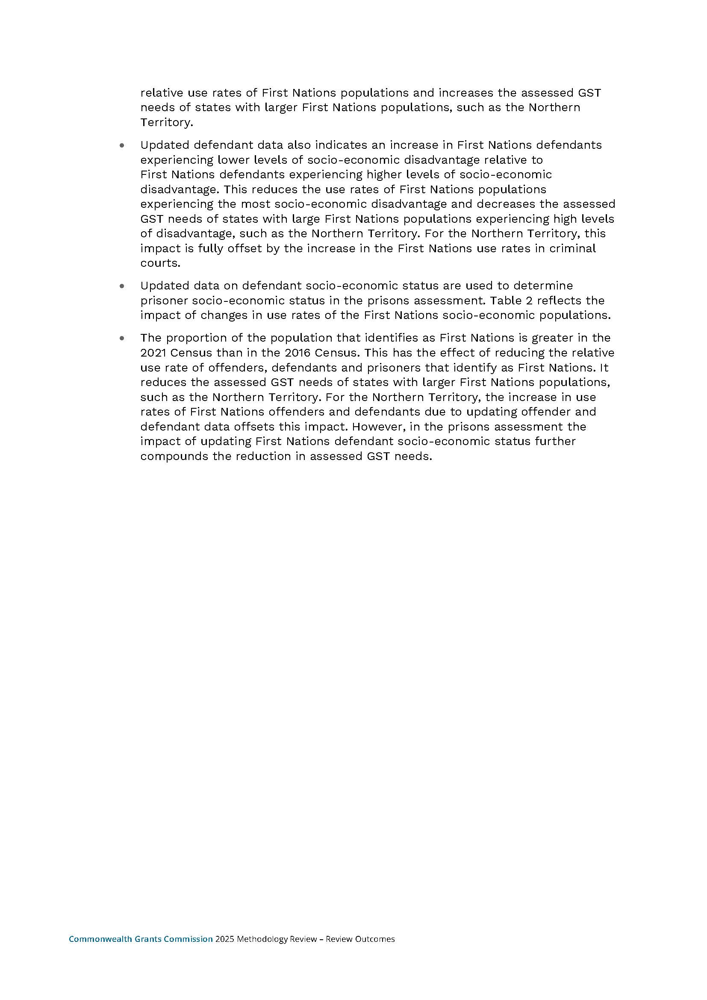 relative use rates of First Nations populations and increases the assessed GST
needs of states with larger First Nations populations, such as the Northern
Territory.
• Updated defendant data also indicates an increase in First Nations defendants
experiencing lower levels of socio-economic disadvantage relative to
First Nations defendants experiencing higher levels of socio-economic
disadvantage. This reduces the use rates of First Nations populations
experiencing the most socio-economic disadvantage and decreases the assessed
GST needs of states with large First Nations populations experiencing high levels
of disadvantage, such as the Northern Territory. For the Northern Territory, this
impact is fully offset by the increase in the First Nations use rates in criminal
courts.
• Updated data on defendant socio-economic status are used to determine
prisoner socio-economic status in the prisons assessment. Table 2 reflects the
impact of changes in use rates of the First Nations socio-economic populations.
• The proportion of the population that identifies as First Nations is greater in the
2021 Census than in the 2016 Census. This has the effect of reducing the relative
use rate of offenders, defendants and prisoners that identify as First Nations. It
reduces the assessed GST needs of states with larger First Nations populations,
such as the Northern Territory. For the Northern Territory, the increase in use
rates of First Nations offenders and defendants due to updating offender and
defendant data offsets this impact. However, in the prisons assessment the
impact of updating First Nations defendant socio-economic status further
compounds the reduction in assessed GST needs.
Commonwealth Grants Commission 2025 Methodology Review – Review Outcomes